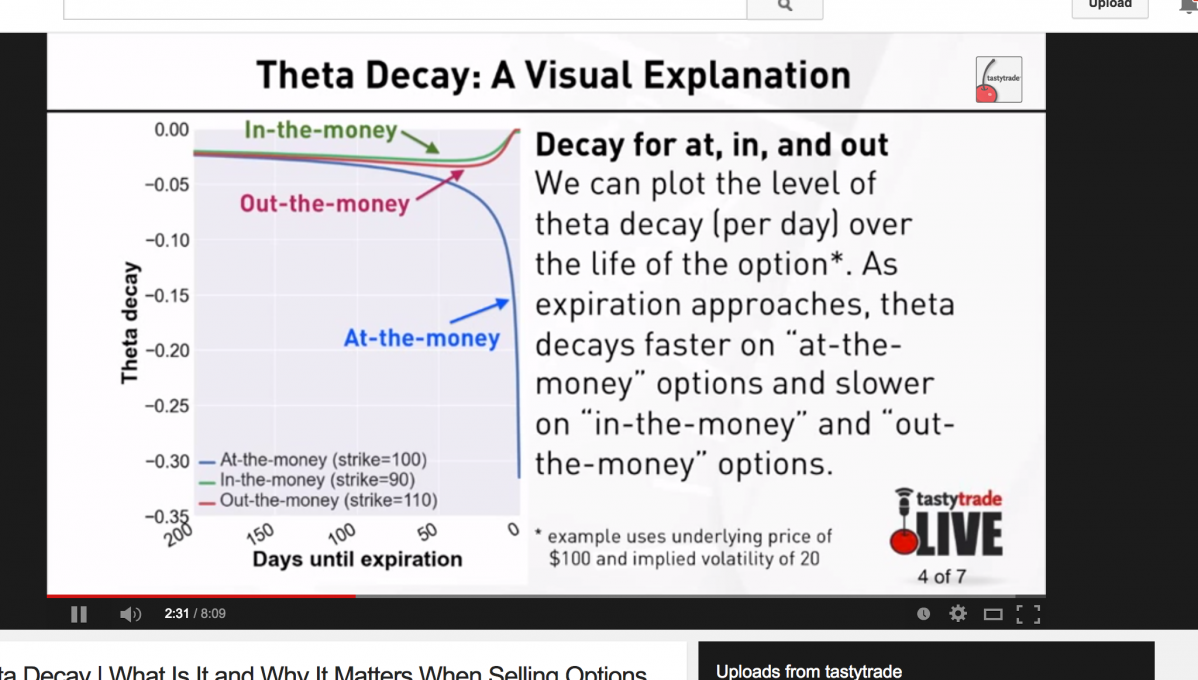 Upload
Theta Decay: A Visual Explanation
tastytrade
0.00
-0.05
-0.10
-0.15
-0.20
-0.25
-0.30
-0.35
Theta decay
In-the-money
Out-the-money
At-the-money
At-the-money (strike=100)
In-the-money (strike=90)
Out-the-money (strike=110)
200
150
100
50
0
Days until expiration
Decay for at, in, and out
We can plot the level of
theta decay (per day) over
the life of the option*. As
expiration approaches, theta
decays faster on “at-the-
money” options and slower
on “in-the-money” and “out-
the-money” options.
* example uses underlying price of
$100 and implied volatility of 20
tastytrade
LIVE
4 of 7
2:31 / 8:09
ta Decay | What Is It and Why It Matters When Selling Options
Uploads from tastytrade